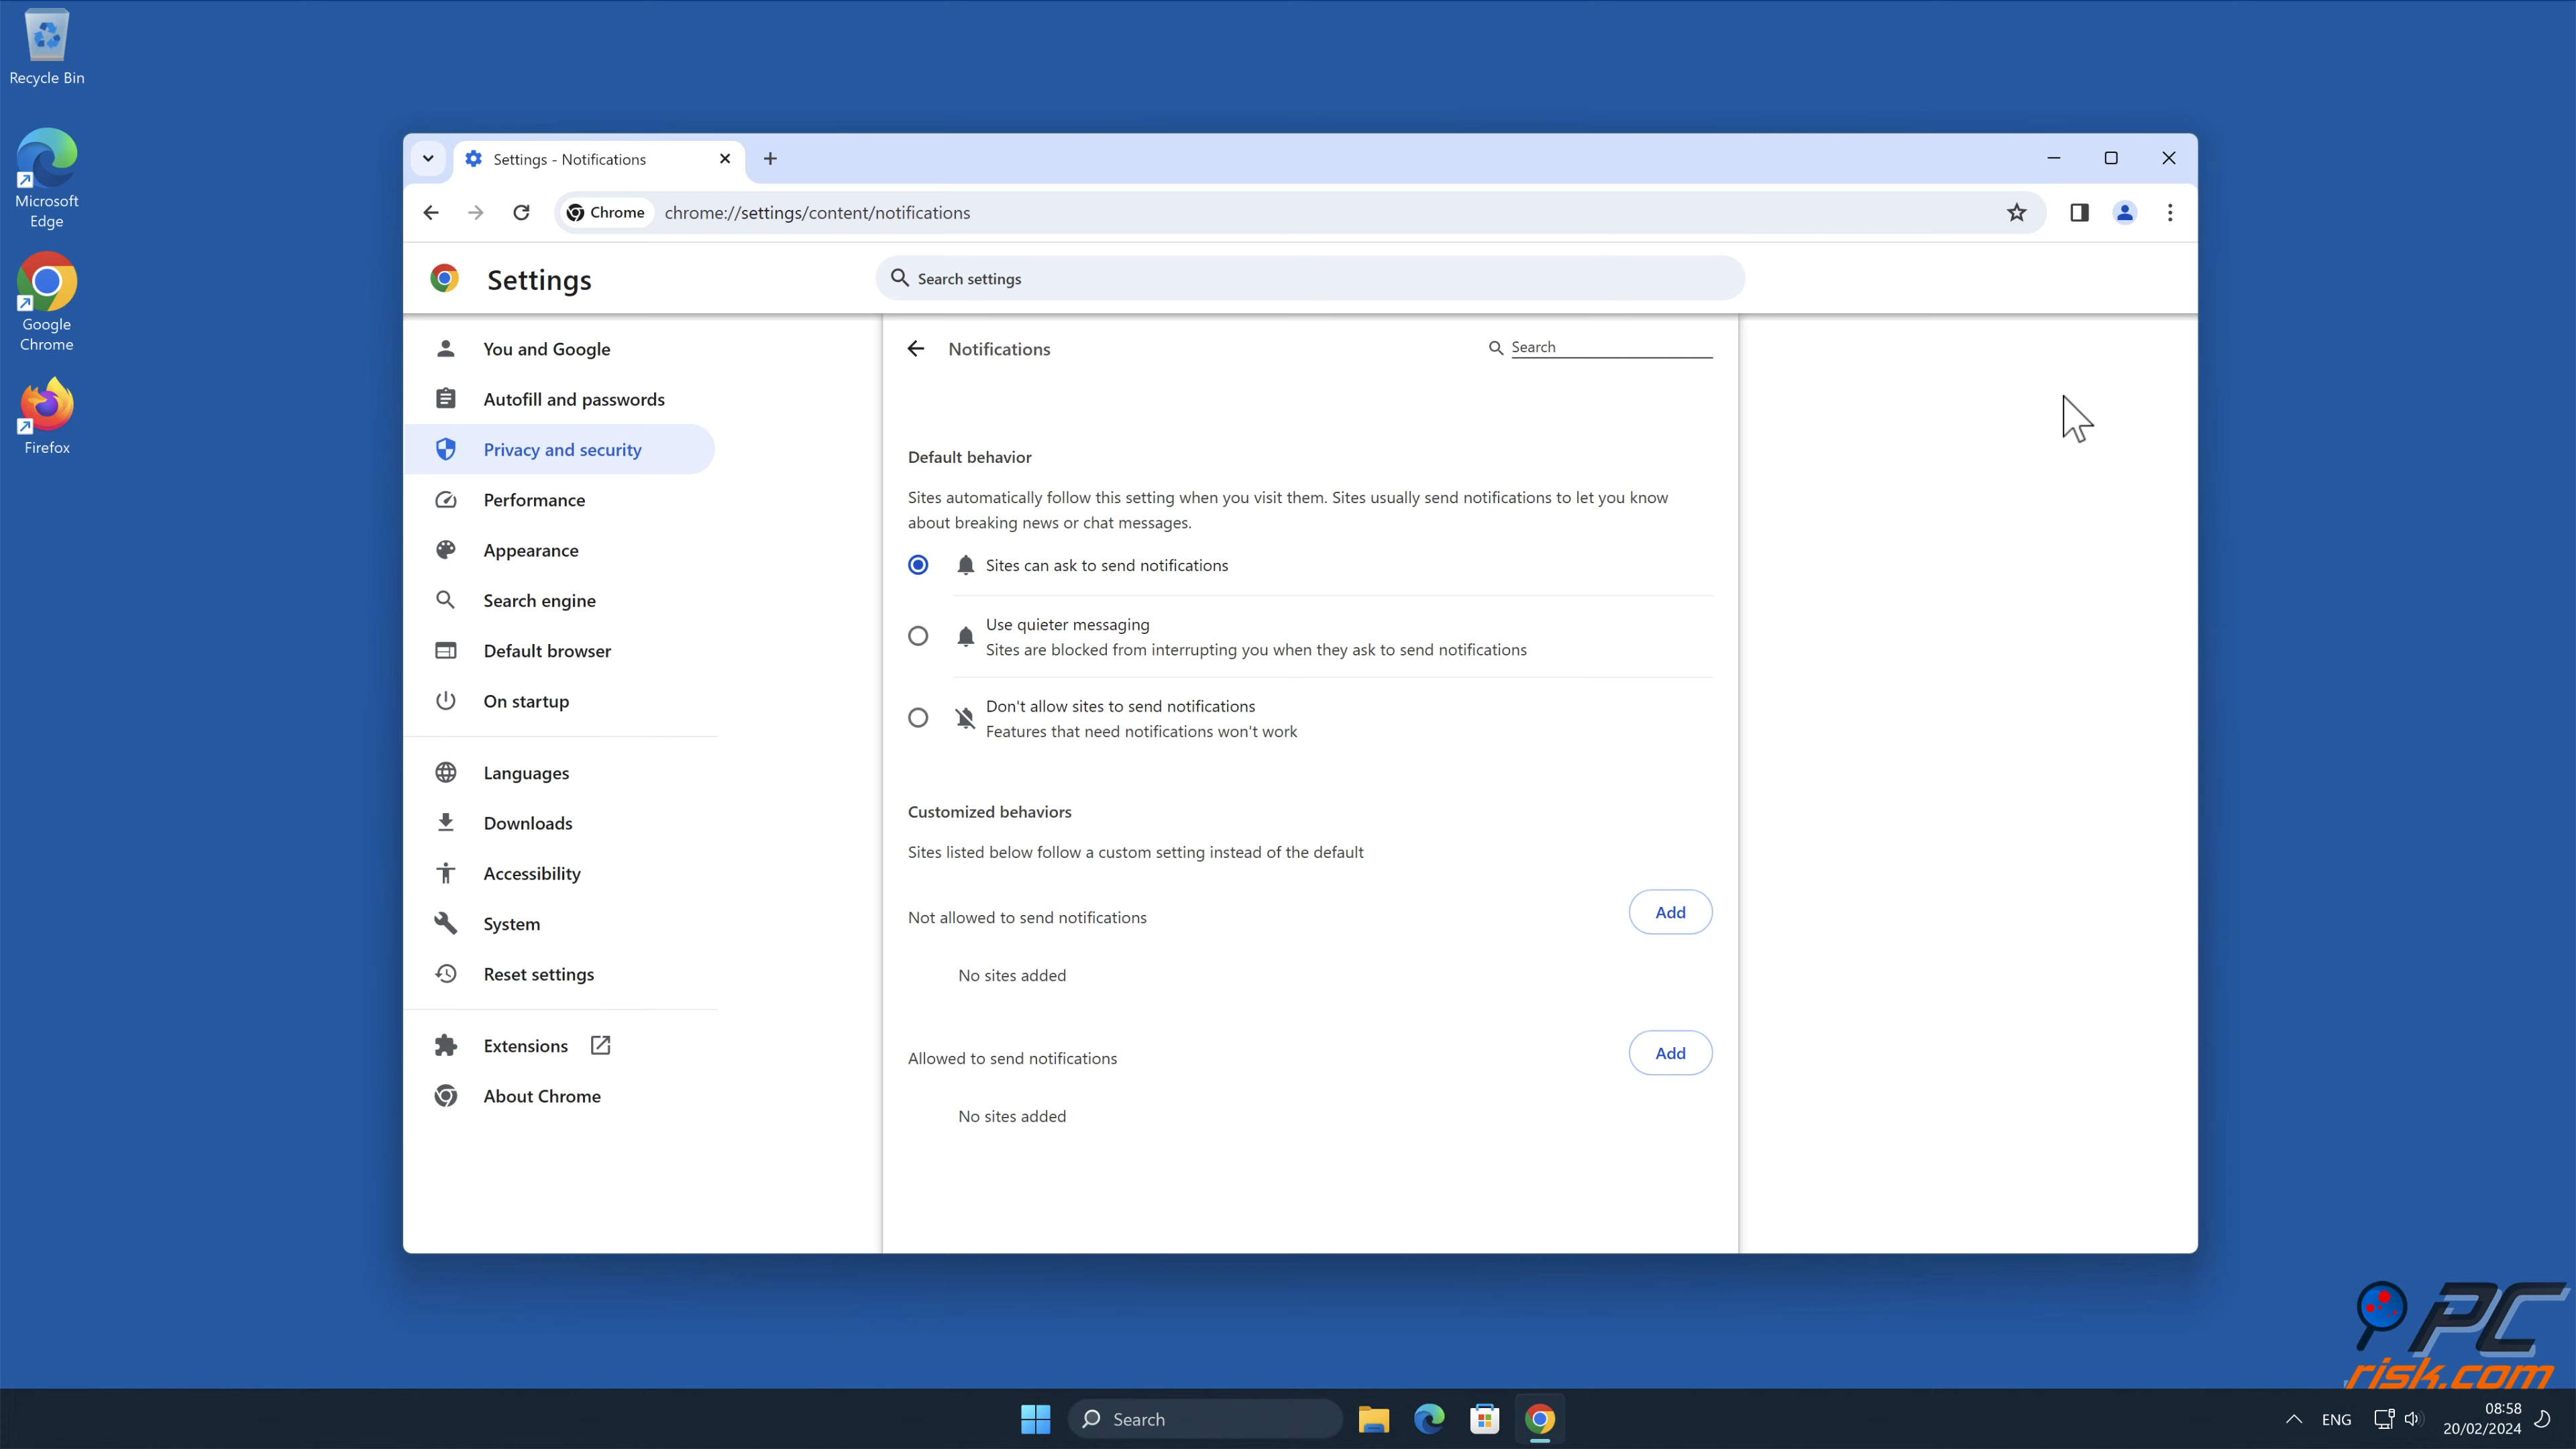 Recycle Bin
Microsoft
Edge
Google
Chrome
Firefox
Settings - Notifications
Chrome
chrome://settings/content/notifications
Settings
Search settings
You and Google
Autofill and passwords
Privacy and security
Performance
Appearance
Search engine
Default browser
On startup
Languages
Downloads
Accessibility
System
Reset settings
Extensions
About Chrome
Notifications
Search
Default behavior
Sites automatically follow this setting when you visit them. Sites usually send notifications to let you know
about breaking news or chat messages.
Sites can ask to send notifications
Use quieter messaging
Sites are blocked from interrupting you when they ask to send notifications
Don't allow sites to send notifications
Features that need notifications won't work
Customized behaviors
Sites listed below follow a custom setting instead of the default
Not allowed to send notifications
Add
No sites added
Allowed to send notifications
Add
No sites added
PC
risk.com
Search
ENG
08:58
20/02/2024